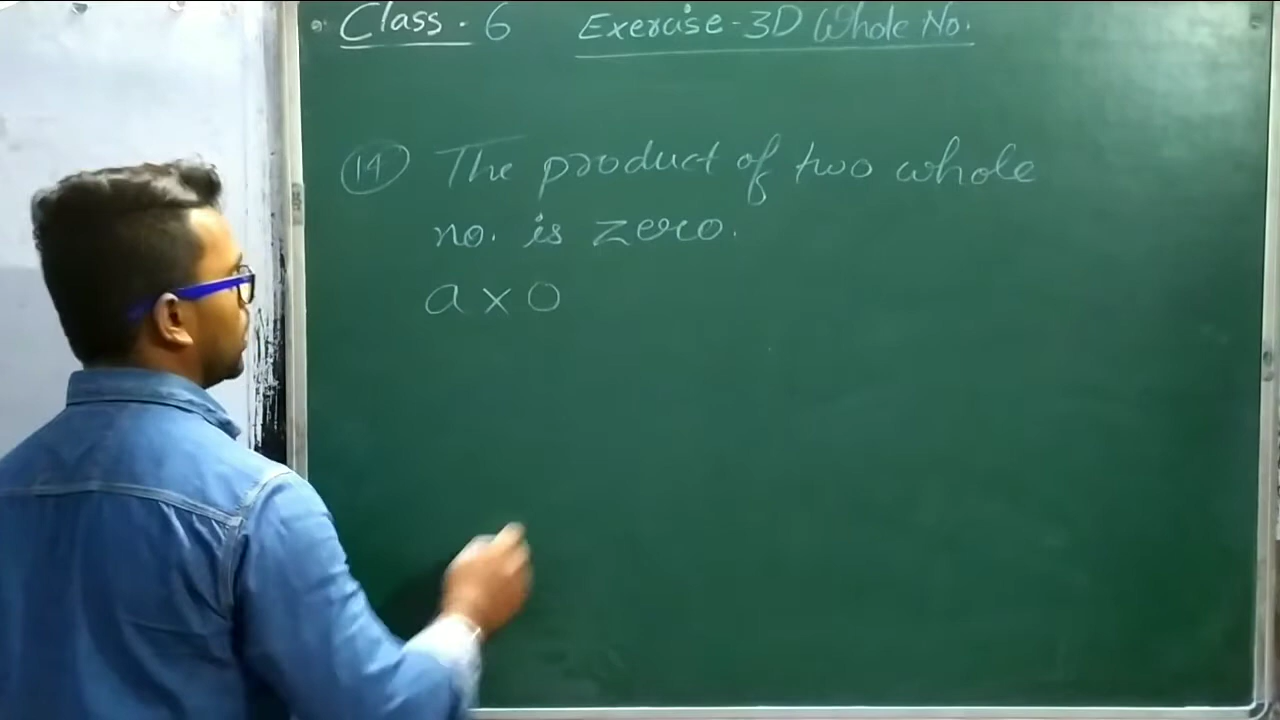 Class. 6 Exercise-3D Whole No.
14 The product of two whole
no. is zero.
a x 0